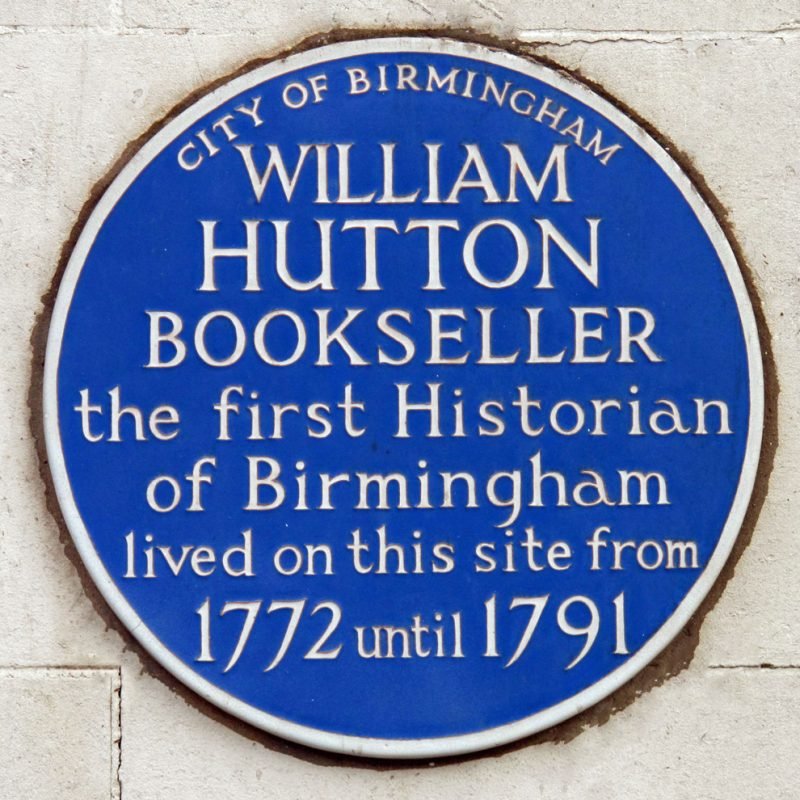 CITY OF BIRMINGHAM
WILLIAM
HUTTON
BOOKSELLER
the first Historian
of Birmingham
lived on this site from
1772 until 1791